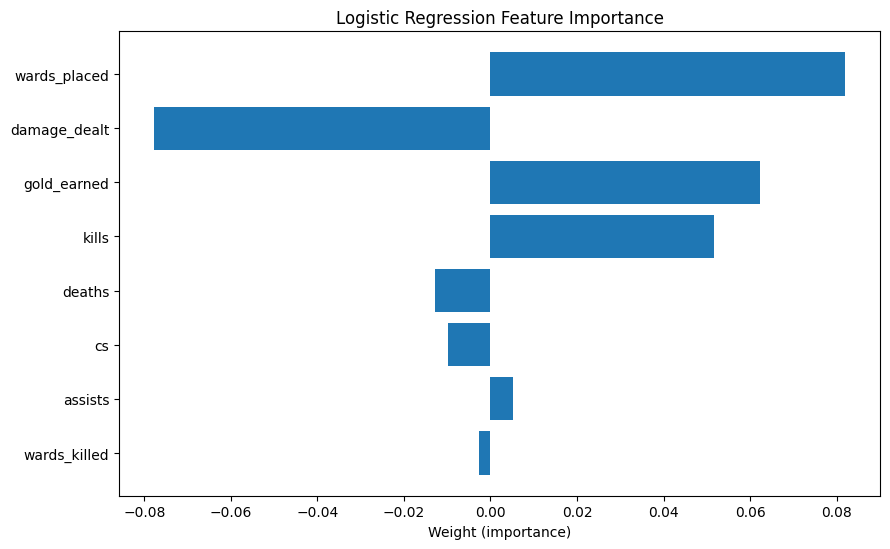 Logistic Regression Feature Importance
wards_placed
damage_dealt
gold_earned
kills
deaths
cs
assists
wards_killed
−0.08 −0.06 −0.04 −0.02 0.00 0.02 0.04 0.06 0.08
Weight (importance)